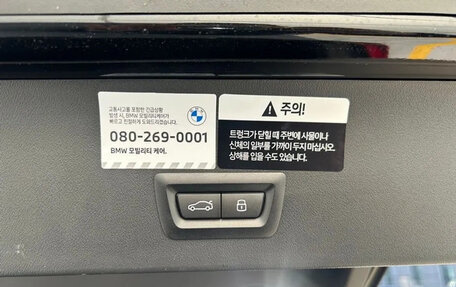 교통사고를 포함한 긴급상황
발생 시, BMW 모빌리티케어가
빠르고 친절하게 도와드리겠습니다.
080-269-0001
BMW 모빌리티 케어.
주의!
트렁크가 닫힐 때 주변에 사물이나
신체의 일부를 가까이 두지 마십시오.
상해를 입을 수도 있습니다.